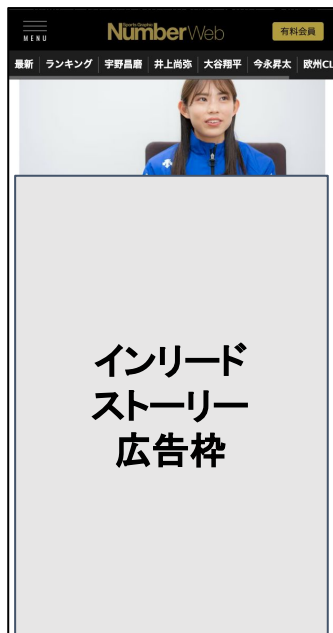 MENU
Sports Graphic
NumberWeb
有料会員
最新 ランキング 宇野昌磨 井上尚弥 大谷翔平 今永昇太 欧州CL
インリード
ストーリー
広告枠